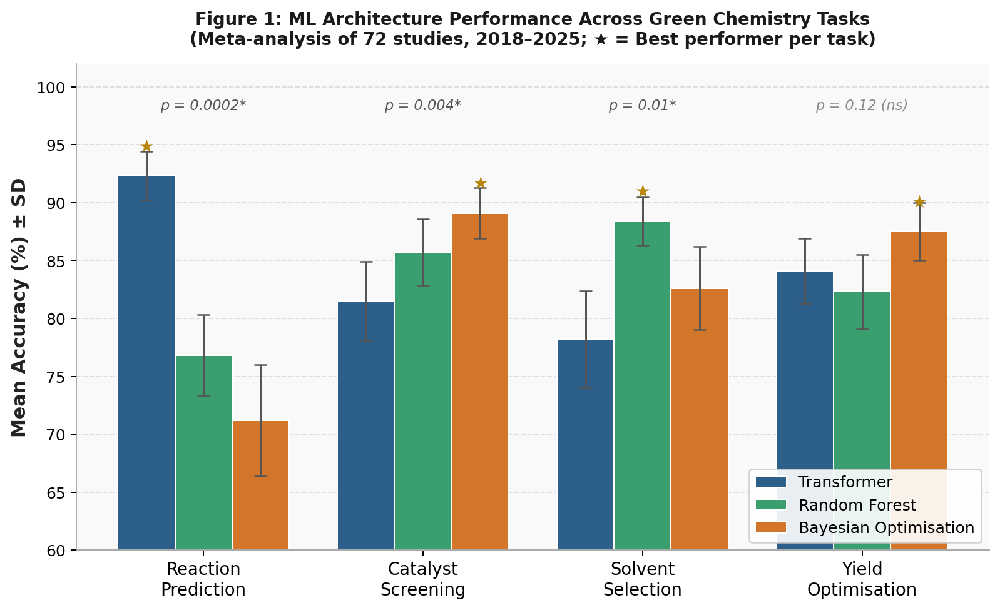 Figure 1: ML Architecture Performance Across Green Chemistry Tasks
(Meta-analysis of 72 studies, 2018–2025; ★ = Best performer per task)
Mean Accuracy (%) ± SD
100
95
90
85
80
75
70
65
60
p = 0.0002*
p = 0.004*
p = 0.01*
p = 0.12 (ns)
Transformer
Random Forest
Bayesian Optimisation
Reaction
Prediction
Catalyst
Screening
Solvent
Selection
Yield
Optimisation